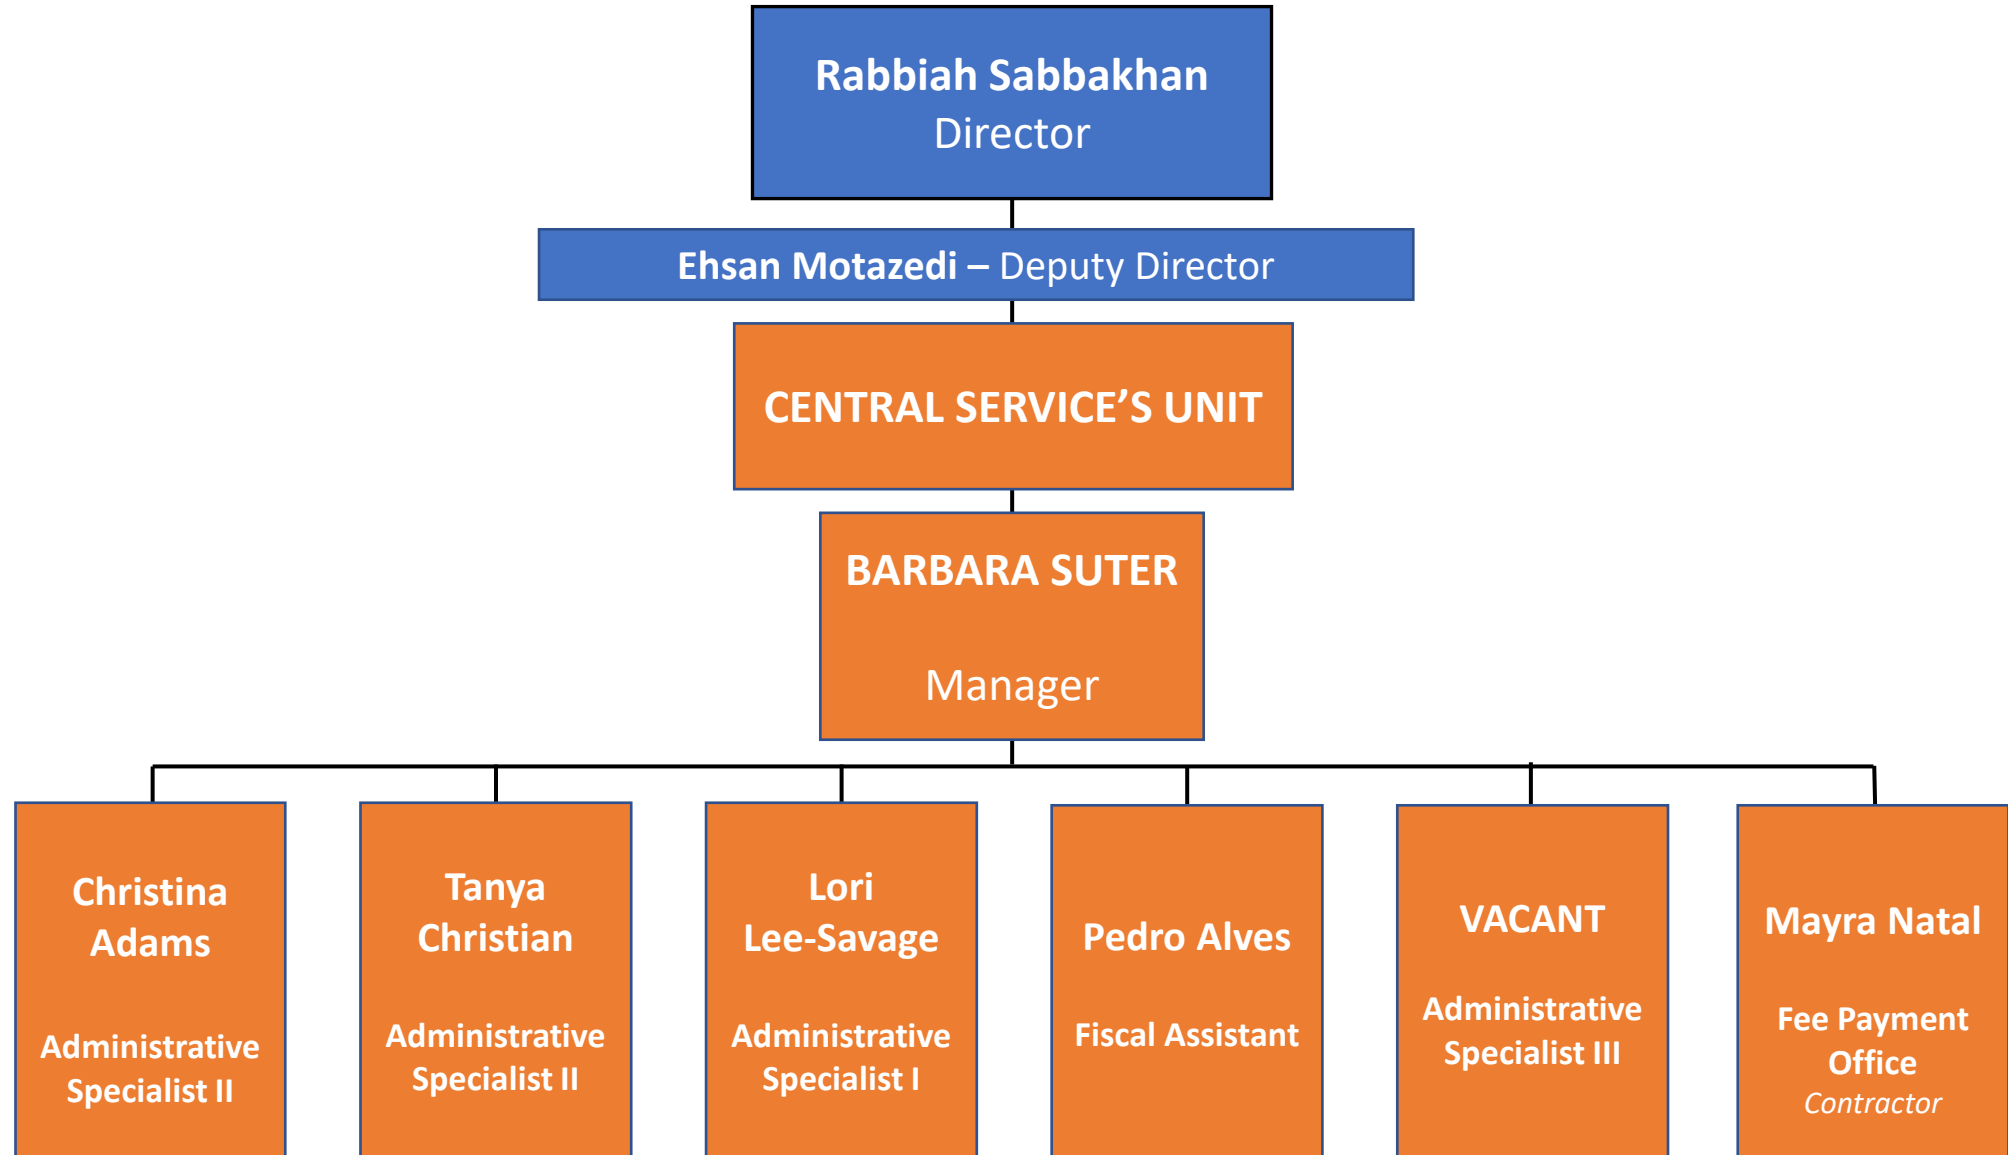 Rabbiah Sabbakhan
Director
Ehsan Motazedi – Deputy Director
CENTRAL SERVICE’S UNIT
BARBARA SUTER
Manager
Christina
Adams
Administrative
Specialist II
Tanya
Christian
Administrative
Specialist II
Lori
Lee-Savage
Administrative
Specialist I
Pedro Alves
Fiscal Assistant
VACANT
Administrative
Specialist III
Mayra Natal
Fee Payment
Office
Contractor